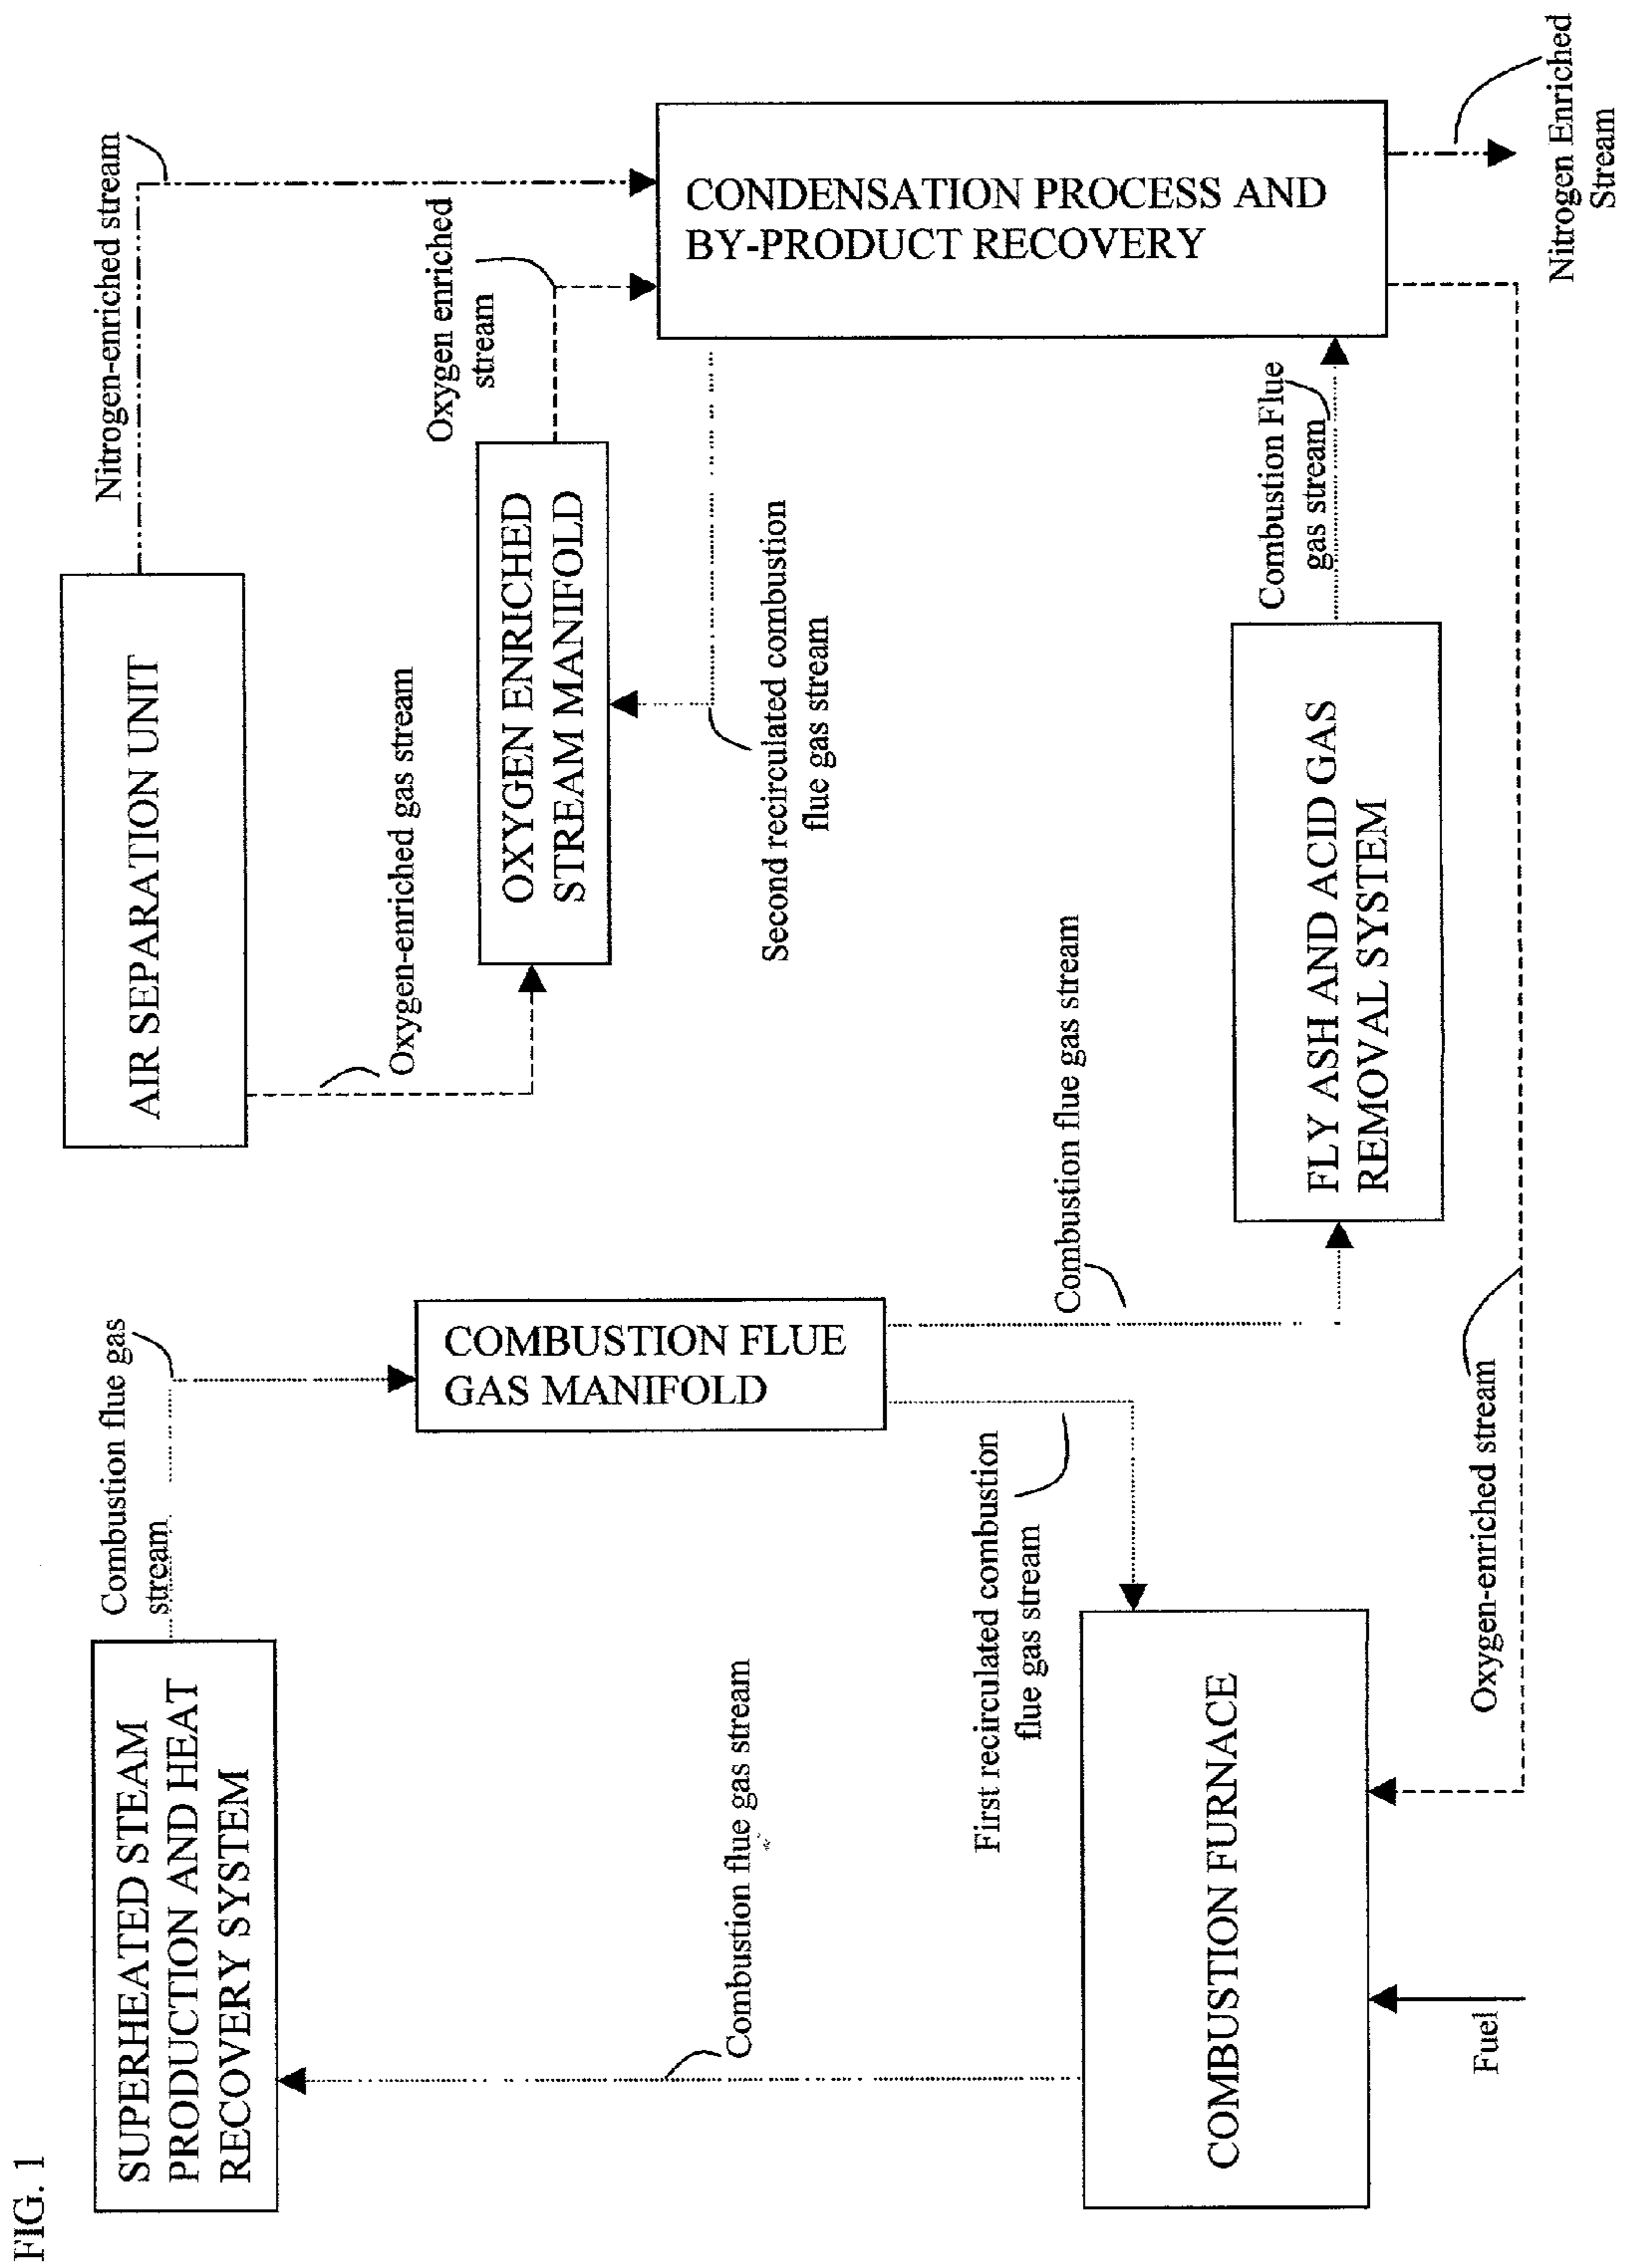 FIG. 1
SUPERHEATED STEAM
PRODUCTION AND HEAT
RECOVERY SYSTEM
Combustion flue gas
stream
AIR SEPARATION UNIT
Nitrogen-enriched stream
Oxygen-enriched gas stream
COMBUSTION FLUE
GAS MANIFOLD
OXYGEN ENRICHED
STREAM MANIFOLD
Oxygen enriched
stream
Combustion flue gas stream
Second recirculated combustion
flue gas stream
CONDENSATION PROCESS AND
BY-PRODUCT RECOVERY
First recirculated combustion
flue gas stream
Combustion flue gas stream
COMBUSTION FURNACE
FLY ASH AND ACID GAS
REMOVAL SYSTEM
Combustion Flue
gas stream
Fuel
Oxygen-enriched stream
Nitrogen Enriched
Stream